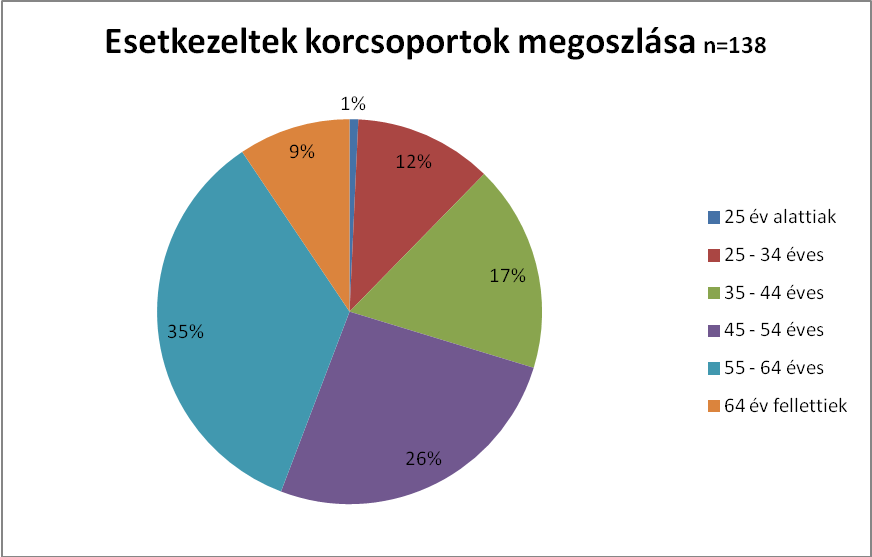 Esetkezeltek korcsoportok megoszlása n=138
1%
12%
17%
26%
35%
9%
25 év alattiak
25 - 34 éves
35 - 44 éves
45 - 54 éves
55 - 64 éves
64 év fellettiek